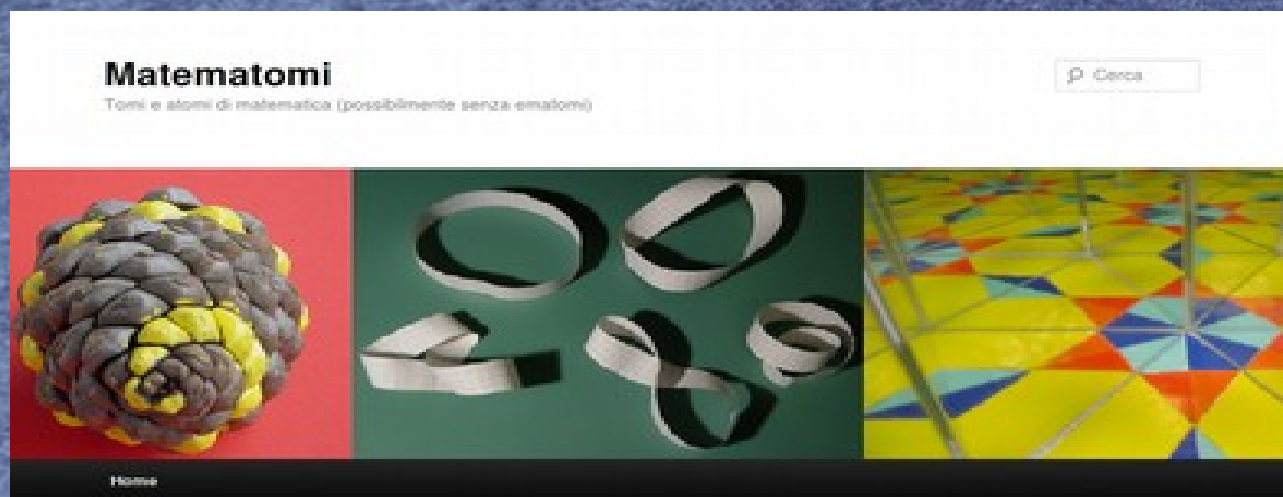 Matematomi
Cerca
Tomi e atomi di matematica (possibilmente senza ematomi)
Home